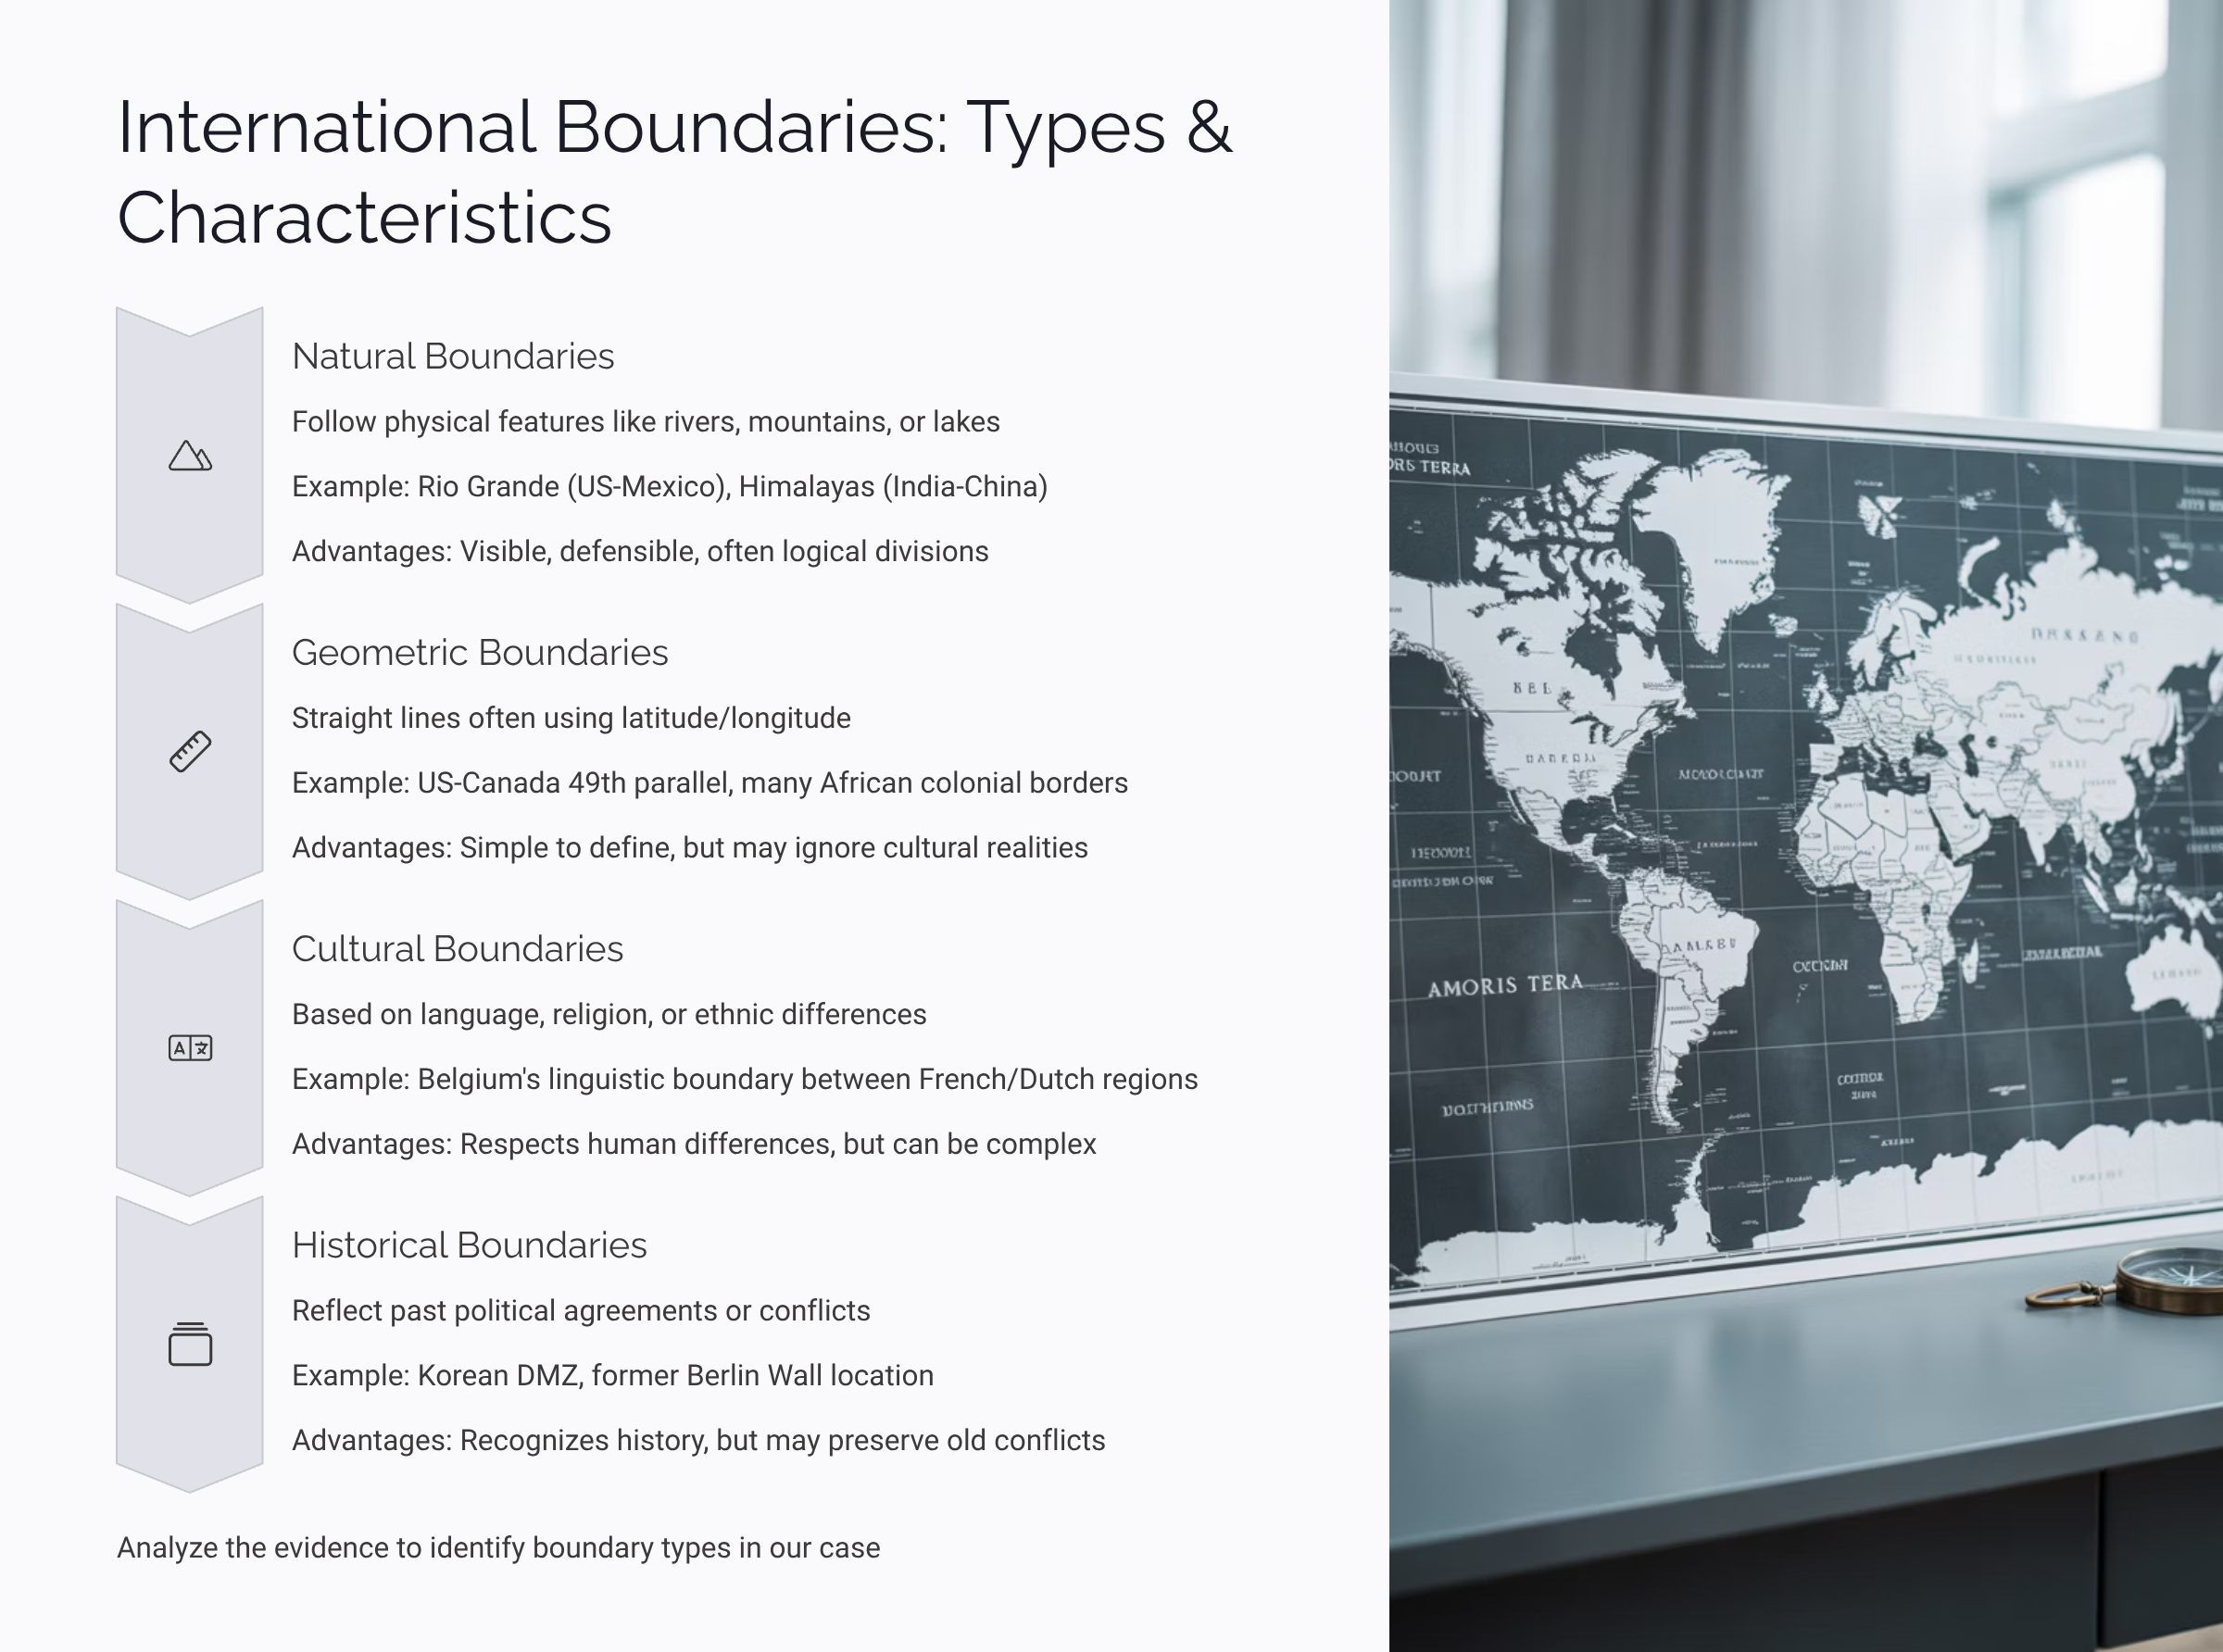 International Boundaries: Types &
Characteristics
Natural Boundaries
Follow physical features like rivers, mountains, or lakes
Example: Rio Grande (US-Mexico), Himalayas (India-China)
Advantages: Visible, defensible, often logical divisions
Geometric Boundaries
Straight lines often using latitude/longitude
Example: US-Canada 49th parallel, many African colonial borders
Advantages: Simple to define, but may ignore cultural realities
Cultural Boundaries
Based on language, religion, or ethnic differences
Example: Belgium's linguistic boundary between French/Dutch regions
Advantages: Respects human differences, but can be complex
Historical Boundaries
Reflect past political agreements or conflicts
Example: Korean DMZ, former Berlin Wall location
Advantages: Recognizes history, but may preserve old conflicts
Analyze the evidence to identify boundary types in our case
A
TERRA
AMORIS TERA